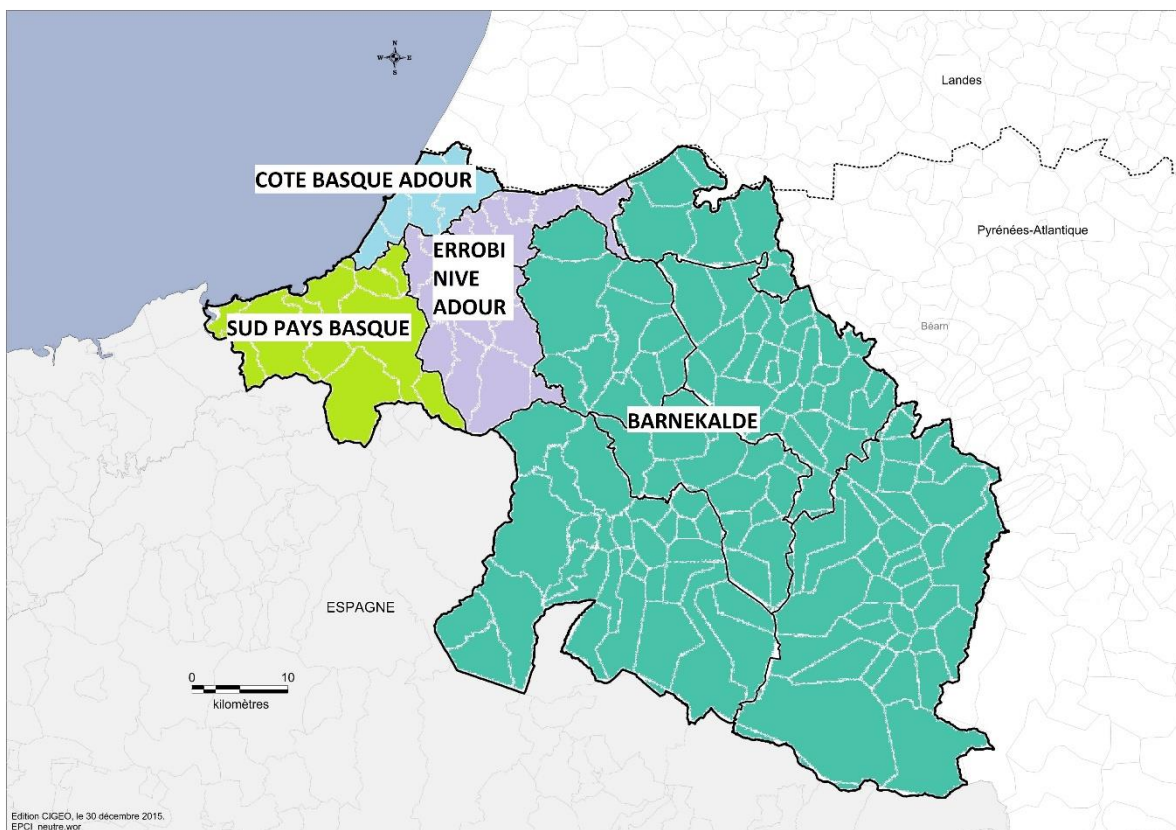 N
W E
S
Landes
COTE BASQUE ADOUR
Pyrénées-Atlantique
ERROBI
NIVE
ADOUR
SUD PAYS BASQUE
Béarn
BARNEKALDE
ESPAGNE
0 10
kilomètres
Edition CIGEO, le 30 décembre 2015.
EPCI_neutre.wor